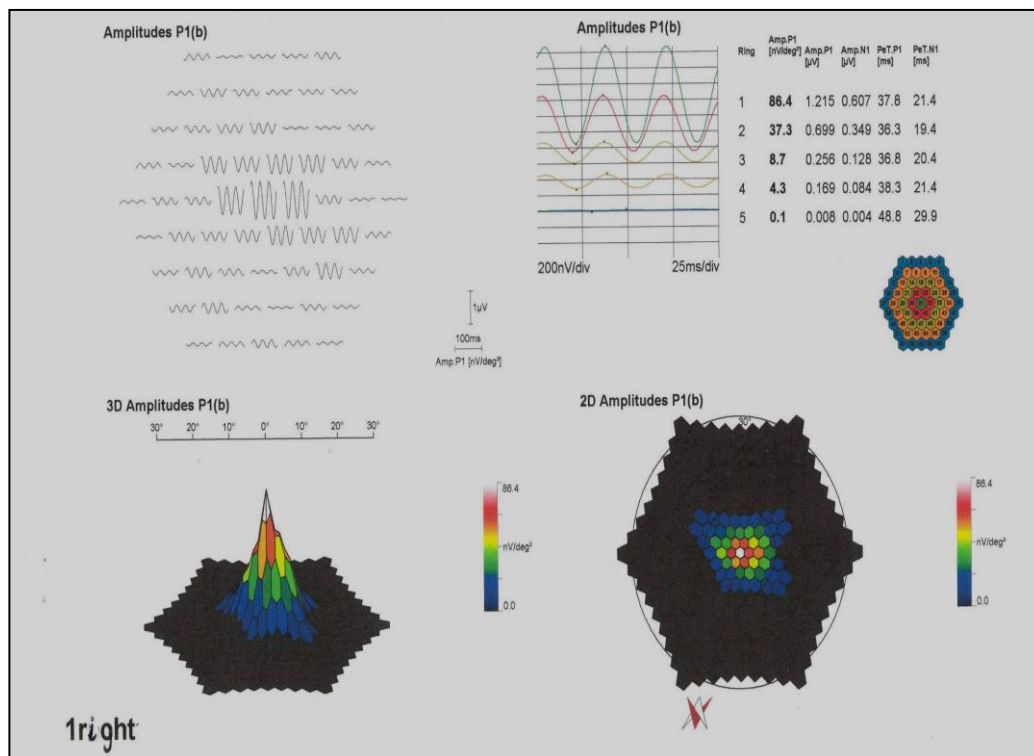 Amplitudes P1(b)
1µV
100ms
Amp.P1 [nV/deg²]
Amplitudes P1(b)
200nV/div 25ms/div
Ring Amp.P1 [nV/deg²] Amp.P1 [µV] Amp.N1 [µV] PeT.P1 [ms] PeT.N1 [ms]
1 86.4 1.215 0.607 37.8 21.4
2 37.3 0.699 0.349 36.3 19.4
3 8.7 0.256 0.128 36.8 20.4
4 4.3 0.169 0.084 38.3 21.4
5 0.1 0.008 0.004 48.8 29.9
3D Amplitudes P1(b)
30° 20° 10° 0° 10° 20° 30°
86.4
nV/deg²
0.0
2D Amplitudes P1(b)
30°
86.4
nV/deg²
0.0
1right